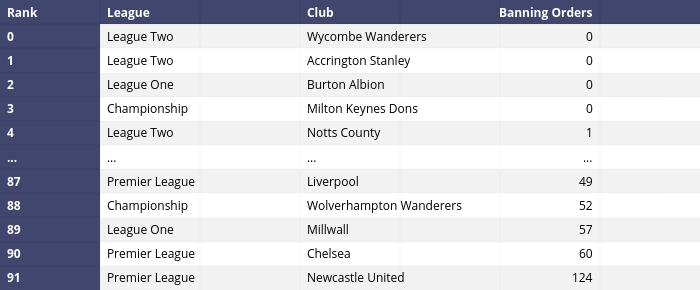 Rank League Club Banning Orders
0 League Two Wycombe Wanderers 0
1 League Two Accrington Stanley 0
2 League One Burton Albion 0
3 Championship Milton Keynes Dons 0
4 League Two Notts County 1
... ... ... ...
87 Premier League Liverpool 49
88 Championship Wolverhampton Wanderers 52
89 League One Millwall 57
90 Premier League Chelsea 60
91 Premier League Newcastle United 124